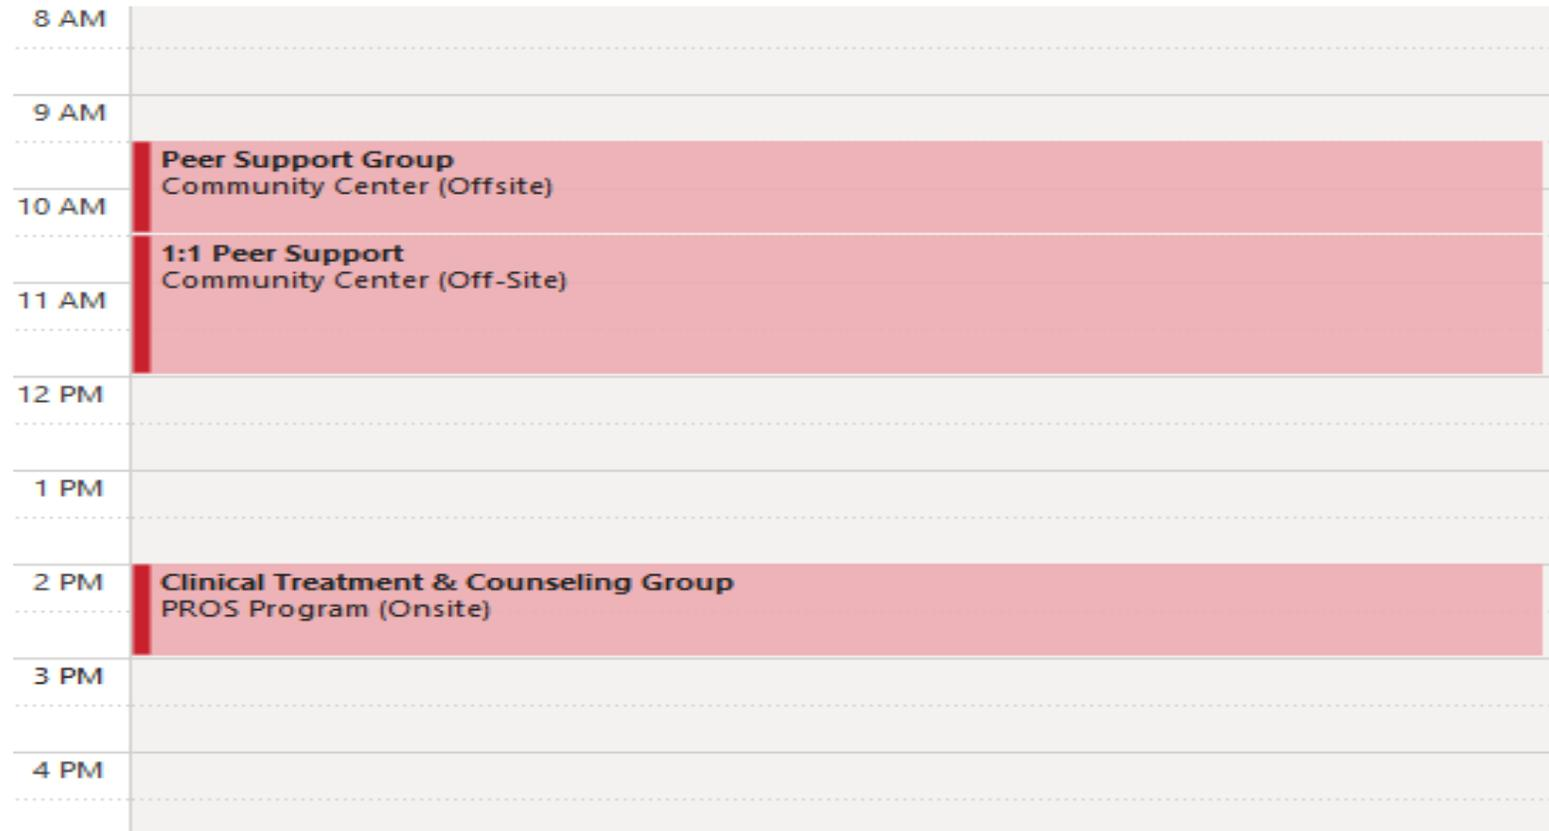 8 AM
9 AM
Peer Support Group
Community Center (Offsite)
10 AM
1:1 Peer Support
Community Center (Off-Site)
11 AM
12 PM
1 PM
2 PM
Clinical Treatment & Counseling Group
PROS Program (Onsite)
3 PM
4 PM